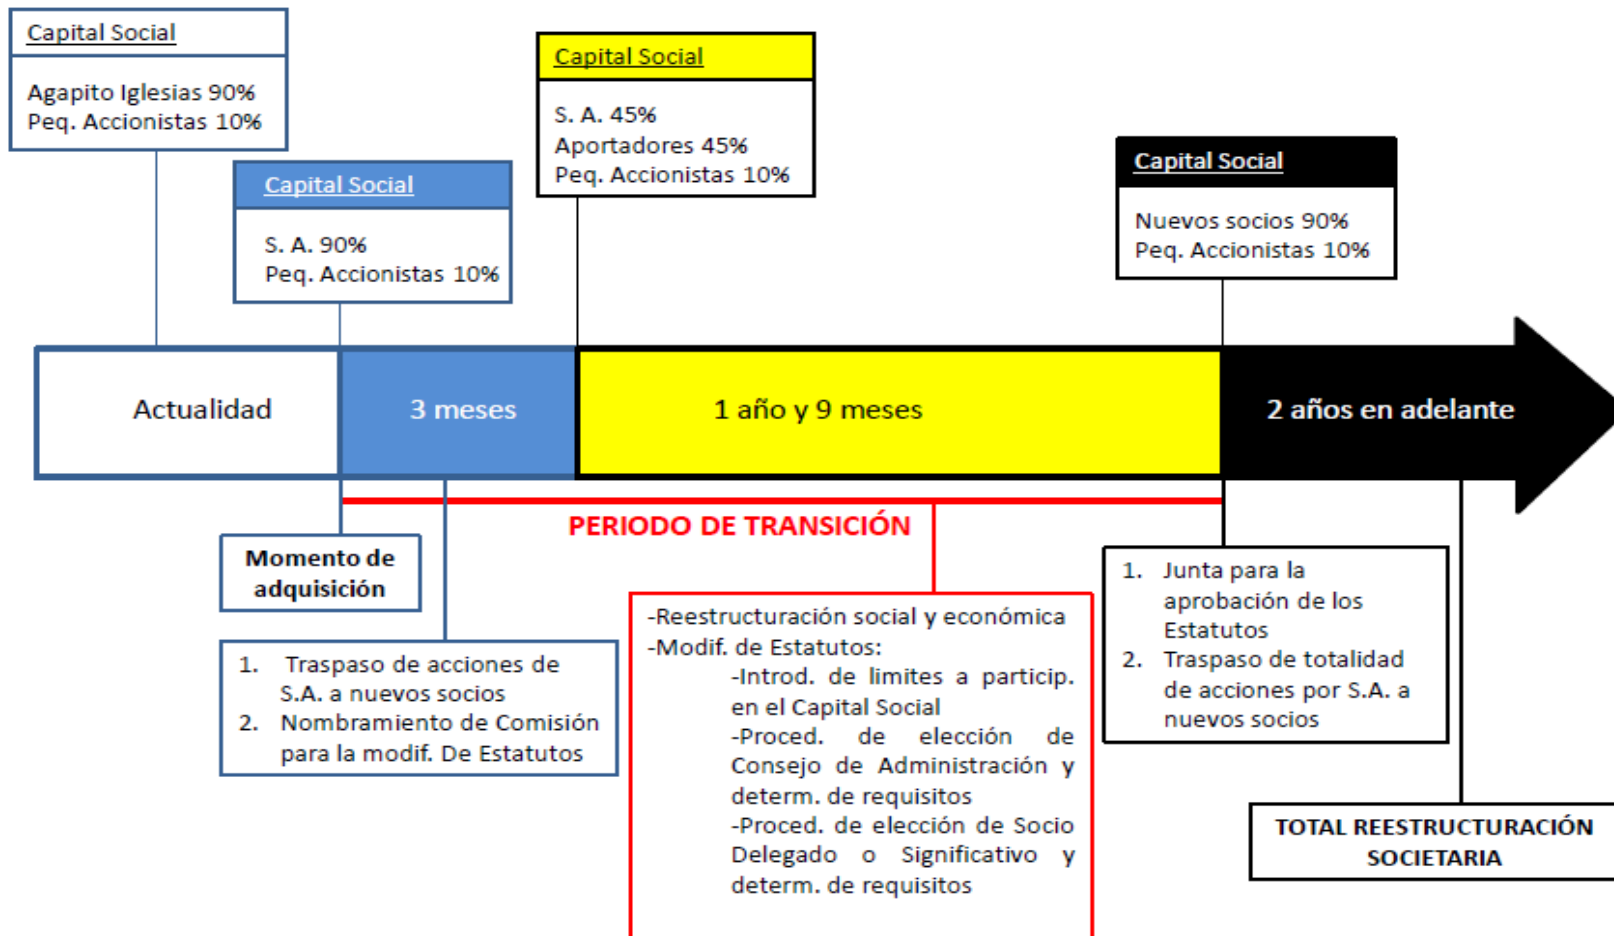 Capital Social
Agapito Iglesias 90%
Peq. Accionistas 10%
Capital Social
S. A. 90%
Peq. Accionistas 10%
Capital Social
S. A. 45%
Aportadores 45%
Peq. Accionistas 10%
Capital Social
Nuevos socios 90%
Peq. Accionistas 10%
Actualidad
3 meses
1 año y 9 meses
2 años en adelante
PERIODO DE TRANSICIÓN
Momento de
adquisición
1. Traspaso de acciones de
S.A. a nuevos socios
2. Nombramiento de Comisión
para la modif. De Estatutos
-Reestructuración social y económica
-Modif. de Estatutos:
-Introd. de limites a particip.
en el Capital Social
-Proced. de elección de
Consejo de Administración y
determ. de requisitos
-Proced. de elección de Socio
Delegado o Significativo y
determ. de requisitos
1. Junta para la
aprobación de los
Estatutos
2. Traspaso de totalidad
de acciones por S.A. a
nuevos socios
TOTAL REESTRUCTURACIÓN
SOCIETARIA